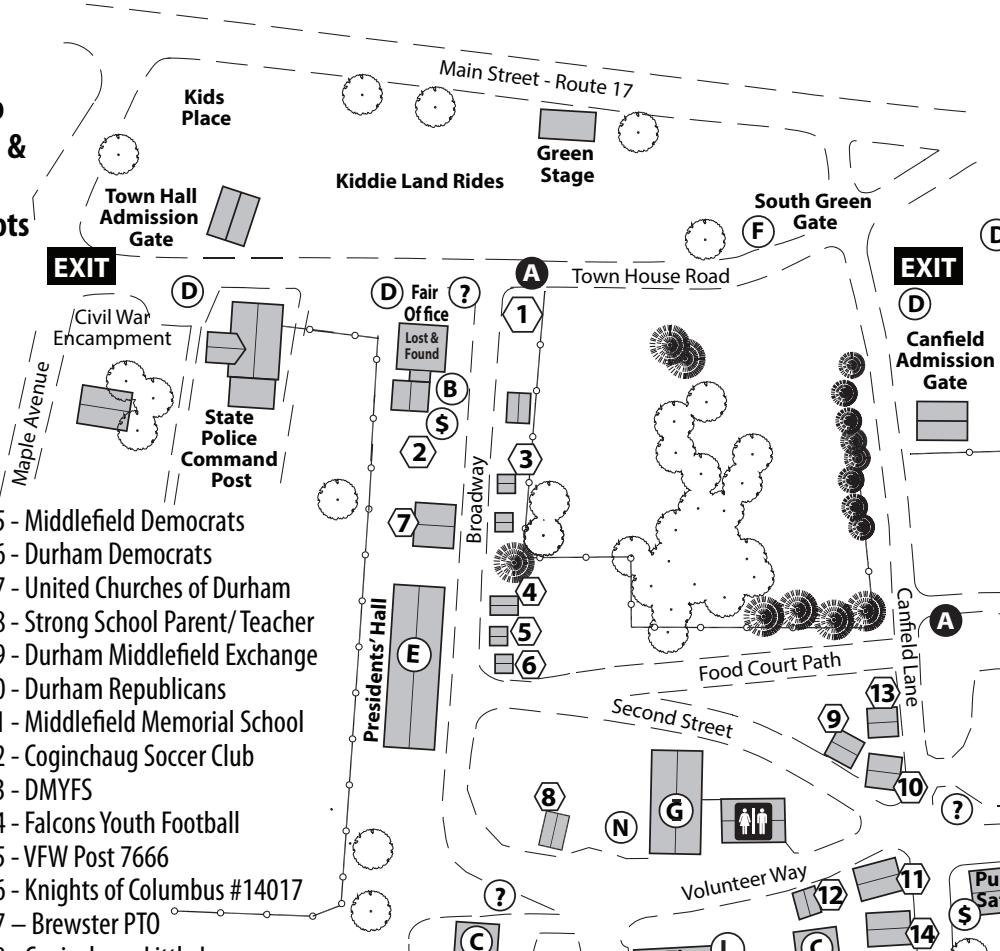 Main Street - Route 17
Kids
Place
&
Green
Stage
Kiddie Land Rides
Town Hall
Admission
Gate
South Green
Gate
F
EXIT
A
Town House Road
EXIT
D
D
D
Fair
Office
?
1
D
Civil War
Encampment
Lost &
Found
Canfield
Admission
Gate
B
$
State
Police
Command
Post
Maple Avenue
2
3
Broadway
7
5 - Middlefield Democrats
6 - Durham Democrats
7 - United Churches of Durham
8 - Strong School Parent/ Teacher
9 - Durham Middlefield Exchange
0 - Durham Republicans
1 - Middlefield Memorial School
2 - Coginchaug Soccer Club
3 - DMYFS
4 - Falcons Youth Football
5 - VFW Post 7666
6 - Knights of Columbus #14017
7 – Brewster PTO
4
5
6
Presidents' Hall
E
Canfield Lane
A
Food Court Path
Second Street
13
9
10
8
N
G
?
Volunteer Way
?
12
11
14
$
C
L
C